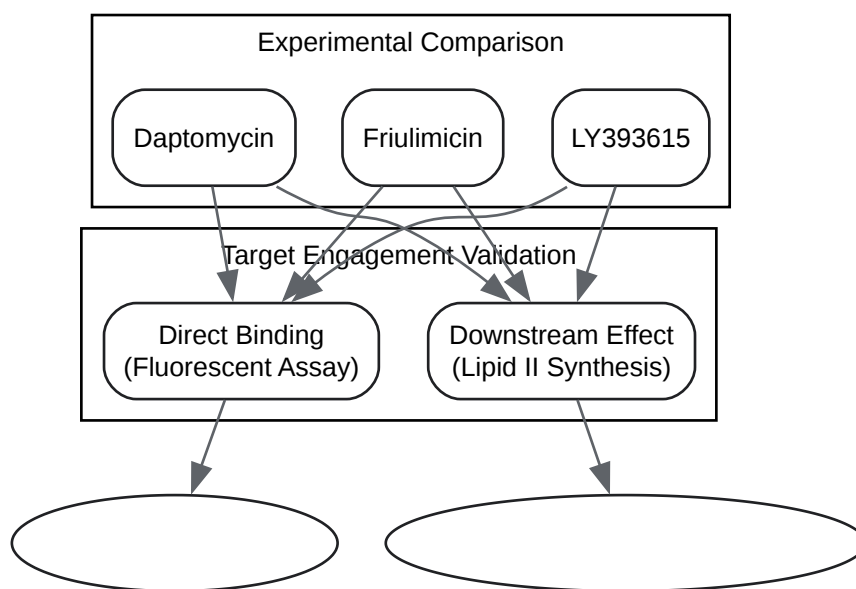 Experimental Comparison
Daptomycin
Friulimicin
LY393615
Target Engagement Validation
Direct Binding
(Fluorescent Assay)
Downstream Effect
(Lipid II Synthesis)